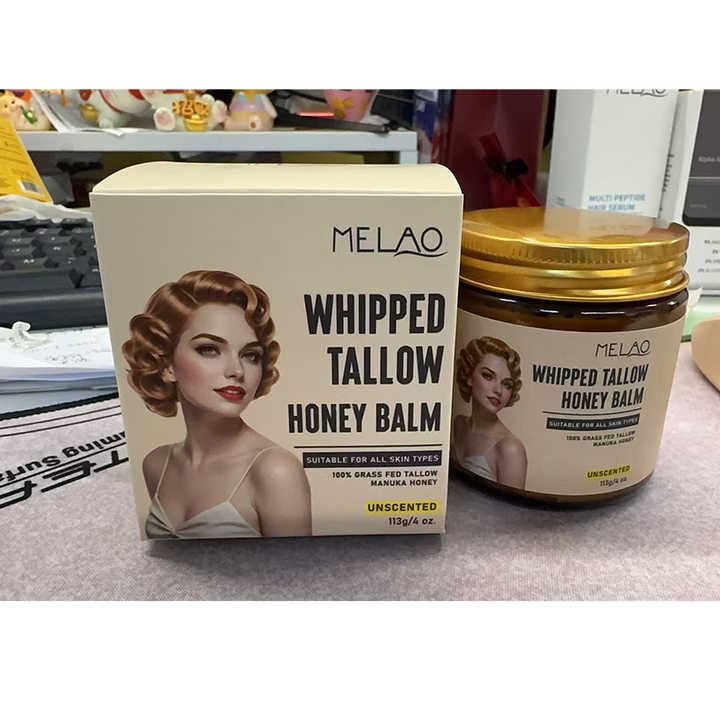 MELAO
WHIPPED
TALLOW
HONEY BALM
SUITABLE FOR ALL SKIN TYPES
100% GRASS FED TALLOW
MANUKA HONEY
UNSCENTED
113g/4 oz.
MELAO
WHIPPED TALLOW
HONEY BALM
SUITABLE FOR ALL SKIN TYPES
100% GRASS FED TALLOW
MANUKA HONEY
UNSCENTED
113g/4 oz
MELAO
MULTI PEPTIDE
HAIR SERUM